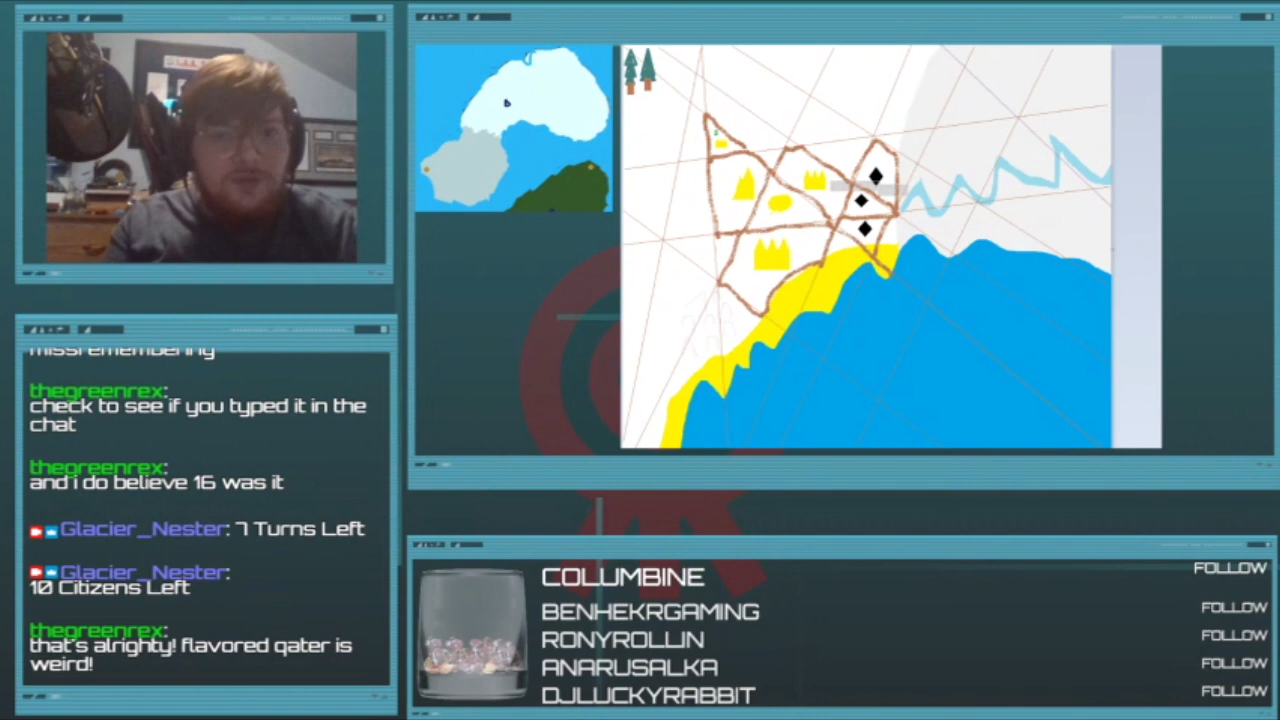 missremembering
thegreenrex:
check to see if you typed it in the
chat
thegreenrex:
and i do believe 16 was it
Glacier_Nester: 7 Turns Left
Glacier_Nester:
10 Citizens Left
thegreenrex:
that's alrighty! flavored qater is
weird!
COLUMBINE FOLLOW
BENHEKRGAMING FOLLOW
RONYROLLIN FOLLOW
ANARUSALKA FOLLOW
DJLUCKYRABBIT FOLLOW